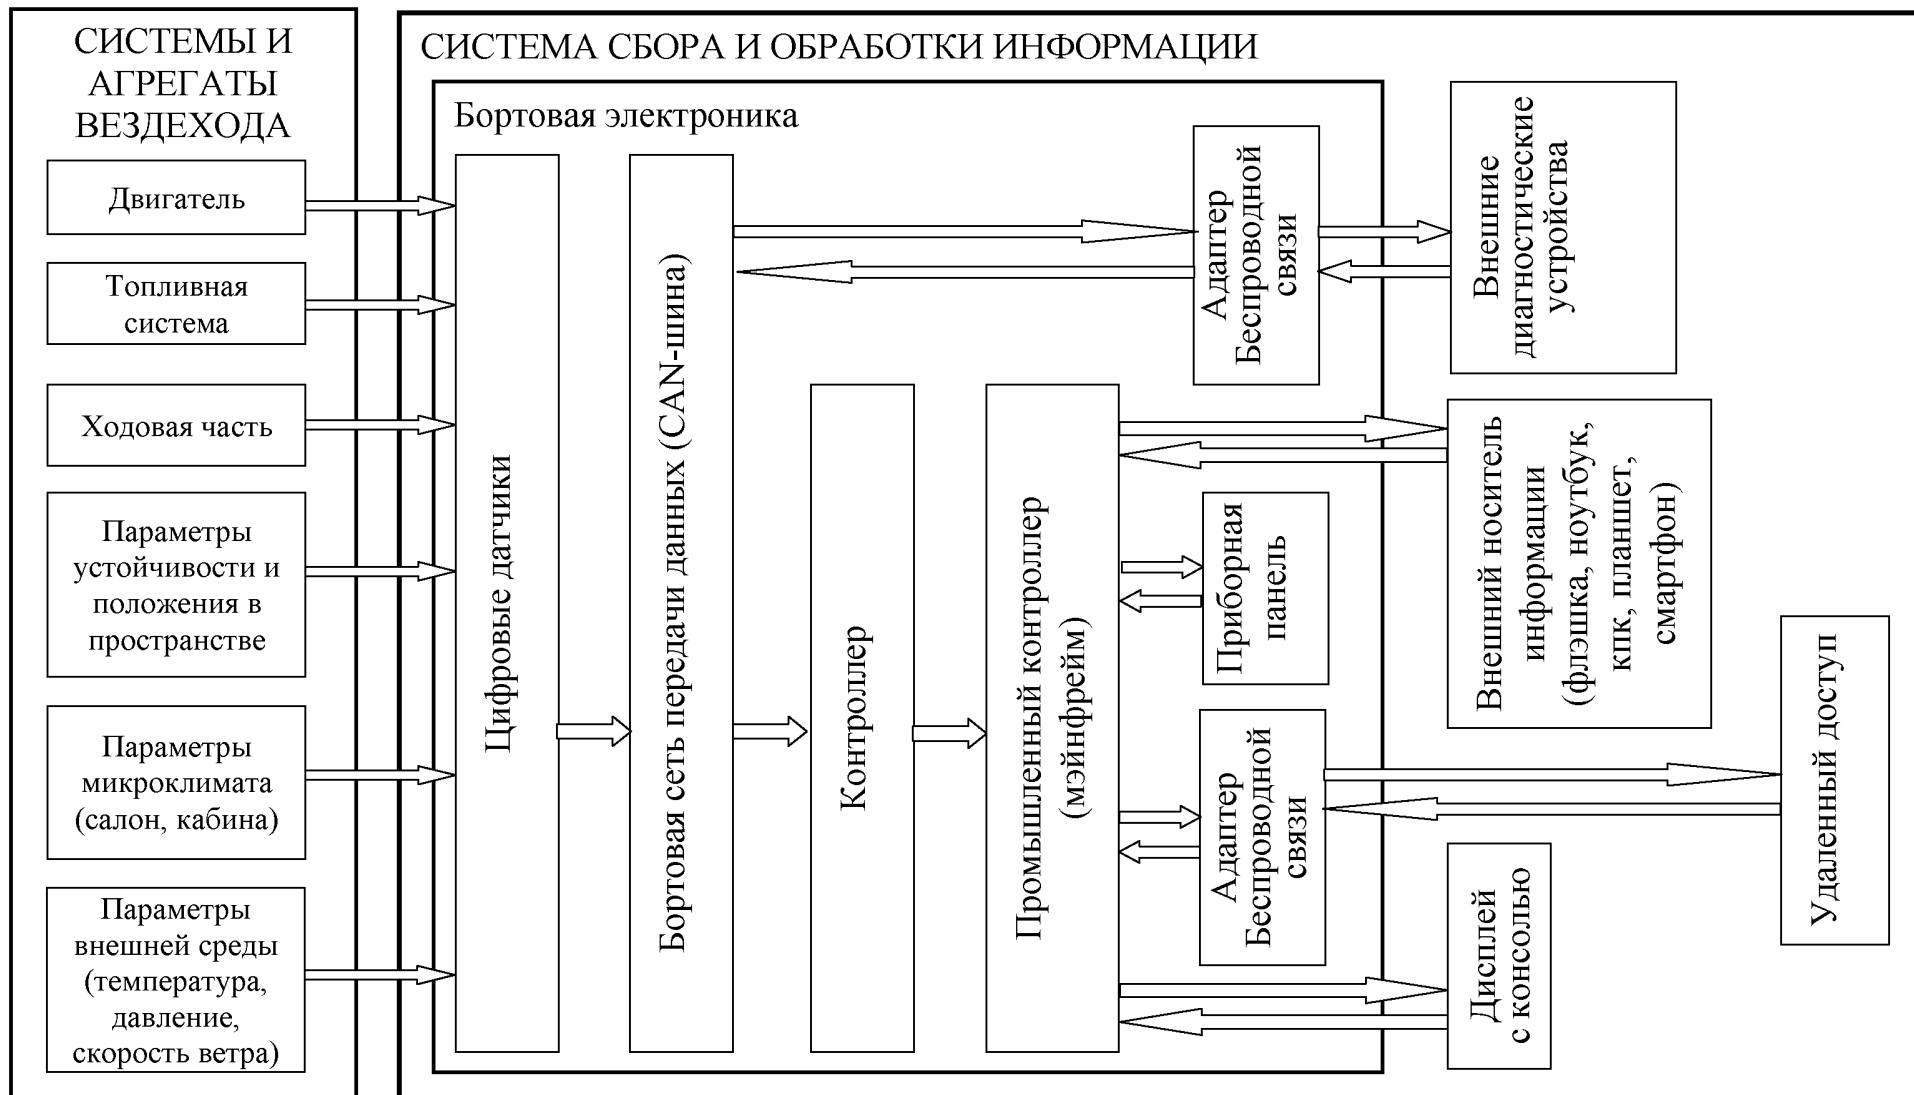 СИСТЕМЫ И
АГРЕГАТЫ
ВЕЗДЕХОДА
Двигатель
Топливная
система
Ходовая часть
Параметры
устойчивости и
положения в
пространстве
Параметры
микроклимата
(салон, кабина)
Параметры
внешней среды
(температура,
давление,
скорость ветра)
СИСТЕМА СБОРА И ОБРАБОТКИ ИНФОРМАЦИИ
Бортовая электроника
Цифровые датчики
Бортовая сеть передачи данных (CAN-шина)
Контроллер
Промышленный контроллер
(мэйнфрейм)
Адаптер
Беспроводной
связи
Приборная
панель
Адаптер
Беспроводной
связи
Внешние
диагностические
устройства
Внешний носитель
информации
(флэшка, ноутбук,
кпк, планшет,
смартфон)
Дисплей
с консолью
Удаленный доступ